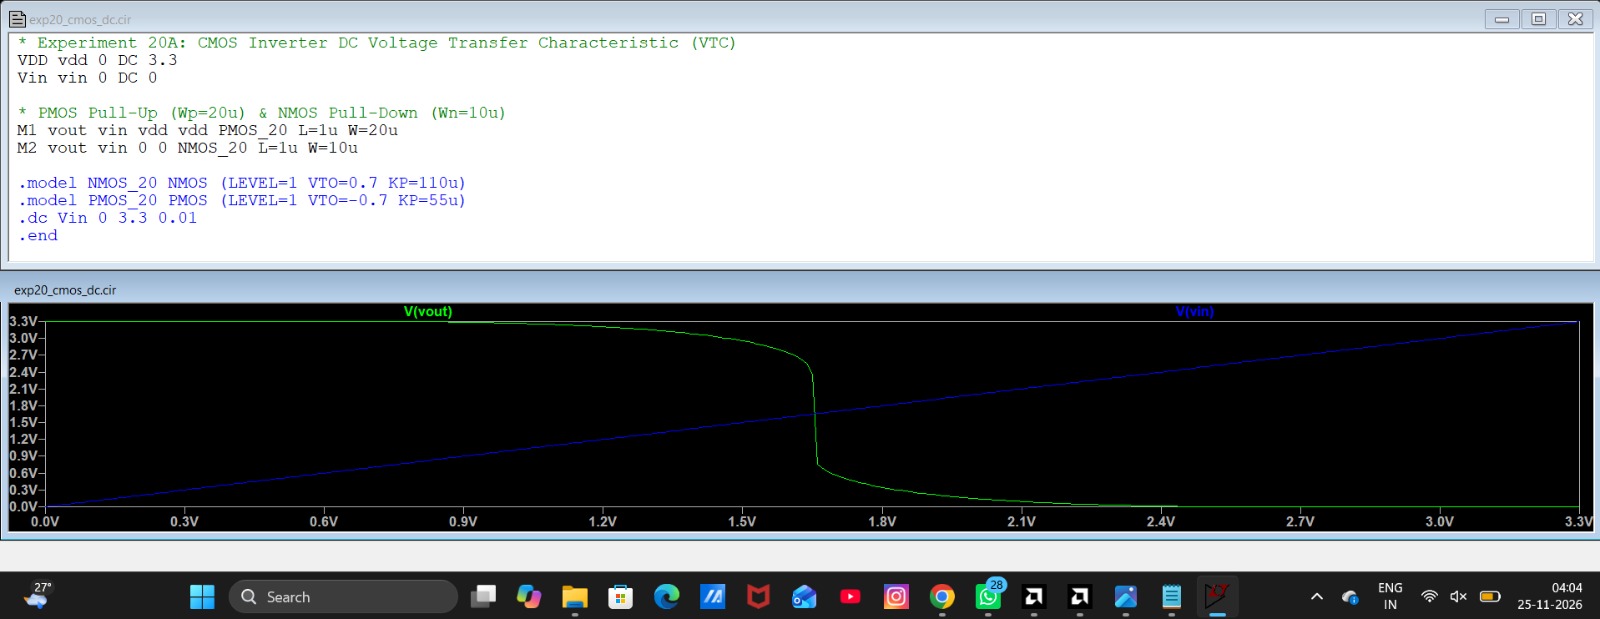 exp20_cmos_dc.cir
* Experiment 20A: CMOS Inverter DC Voltage Transfer Characteristic (VTC)
VDD vdd 0 DC 3.3
Vin vin 0 DC 0
* PMOS Pull-Up (Wp=20u) & NMOS Pull-Down (Wn=10u)
M1 vout vin vdd vdd PMOS_20 L=1u W=20u
M2 vout vin 0 0 NMOS_20 L=1u W=10u
.model NMOS_20 NMOS (LEVEL=1 VTO=0.7 KP=110u)
.model PMOS_20 PMOS (LEVEL=1 VTO=-0.7 KP=55u)
.dc Vin 0 3.3 0.01
.end
exp20_cmos_dc.cir
V(vout) V(vin)
3.3V
3.0V
2.7V
2.4V
2.1V
1.8V
1.5V
1.2V
0.9V
0.6V
0.3V
0.0V
0.0V 0.3V 0.6V 0.9V 1.2V 1.5V 1.8V 2.1V 2.4V 2.7V 3.0V 3.3V
27°
Search
28
ENG
IN
04:04
25-11-2026